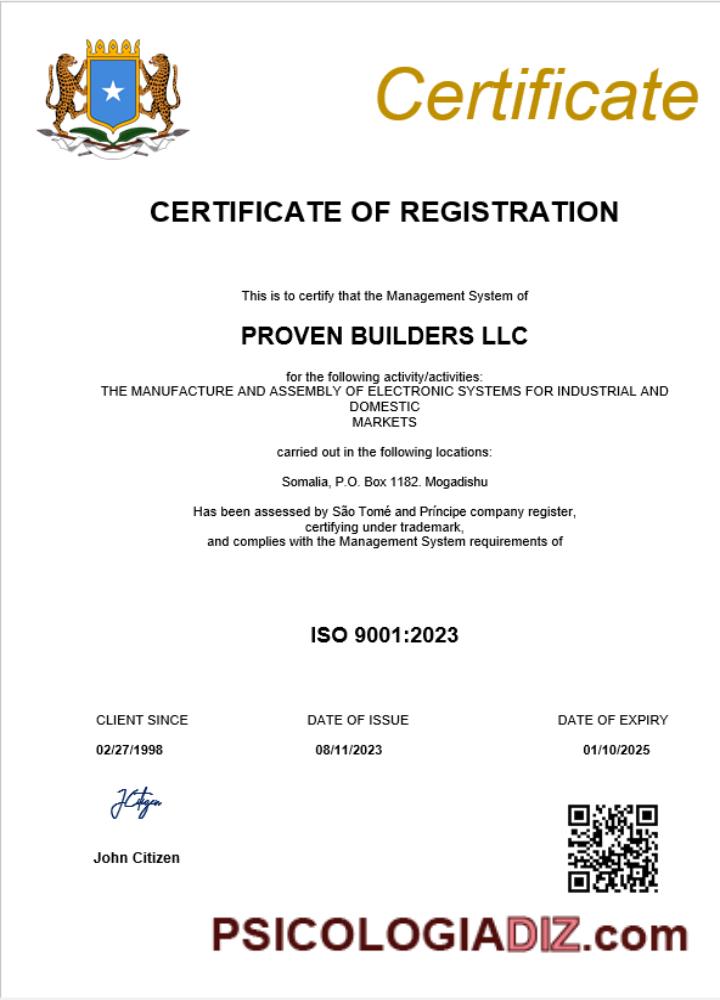 Certificate
CERTIFICATE OF REGISTRATION
This is to certify that the Management System of
PROVEN BUILDERS LLC
for the following activity/activities:
THE MANUFACTURE AND ASSEMBLY OF ELECTRONIC SYSTEMS FOR INDUSTRIAL AND
DOMESTIC
MARKETS
carried out in the following locations:
Somalia, P.O. Box 1182. Mogadishu
Has been assessed by São Tomé and Príncipe company register,
certifying under trademark,
and complies with the Management System requirements of
ISO 9001:2023
CLIENT SINCE DATE OF ISSUE DATE OF EXPIRY
02/27/1998 08/11/2023 01/10/2025
JCitizen
John Citizen
PSICOLOGIADIZ.com